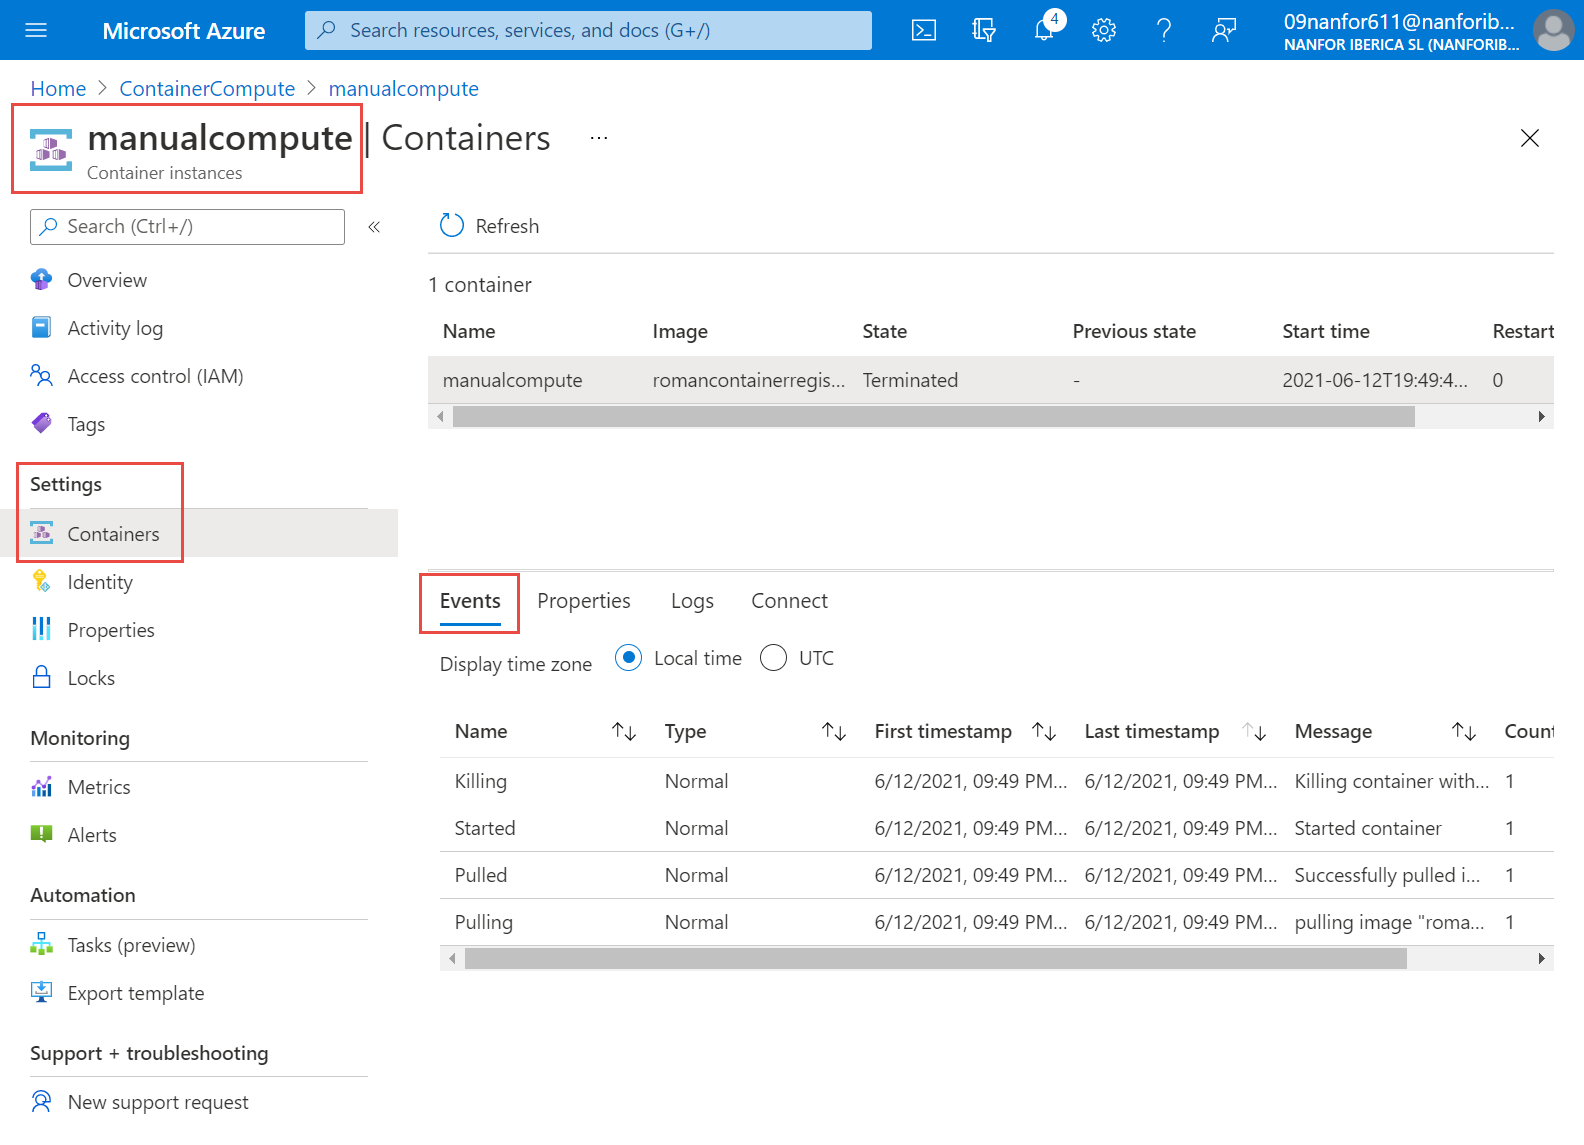 Microsoft Azure
Search resources, services, and docs (G+/)
4
09nanfor611@nanforib...
NANFOR IBERICA SL (NANFORIB...
Home > ContainerCompute > manualcompute
manualcompute | Containers ...
Container instances
Search (Ctrl+/) «
Overview
Activity log
Access control (IAM)
Tags
Settings
Containers
Identity
Properties
Locks
Monitoring
Metrics
Alerts
Automation
Tasks (preview)
Export template
Support + troubleshooting
New support request
Refresh
1 container
Name Image State Previous state Start time Restart
manualcompute romancontainerregis... Terminated - 2021-06-12T19:49:4... 0
Events Properties Logs Connect
Display time zone Local time UTC
Name Type First timestamp Last timestamp Message Count
Killing Normal 6/12/2021, 09:49 PM... 6/12/2021, 09:49 PM... Killing container with... 1
Started Normal 6/12/2021, 09:49 PM... 6/12/2021, 09:49 PM... Started container 1
Pulled Normal 6/12/2021, 09:49 PM... 6/12/2021, 09:49 PM... Successfully pulled i... 1
Pulling Normal 6/12/2021, 09:49 PM... 6/12/2021, 09:49 PM... pulling image "roma... 1